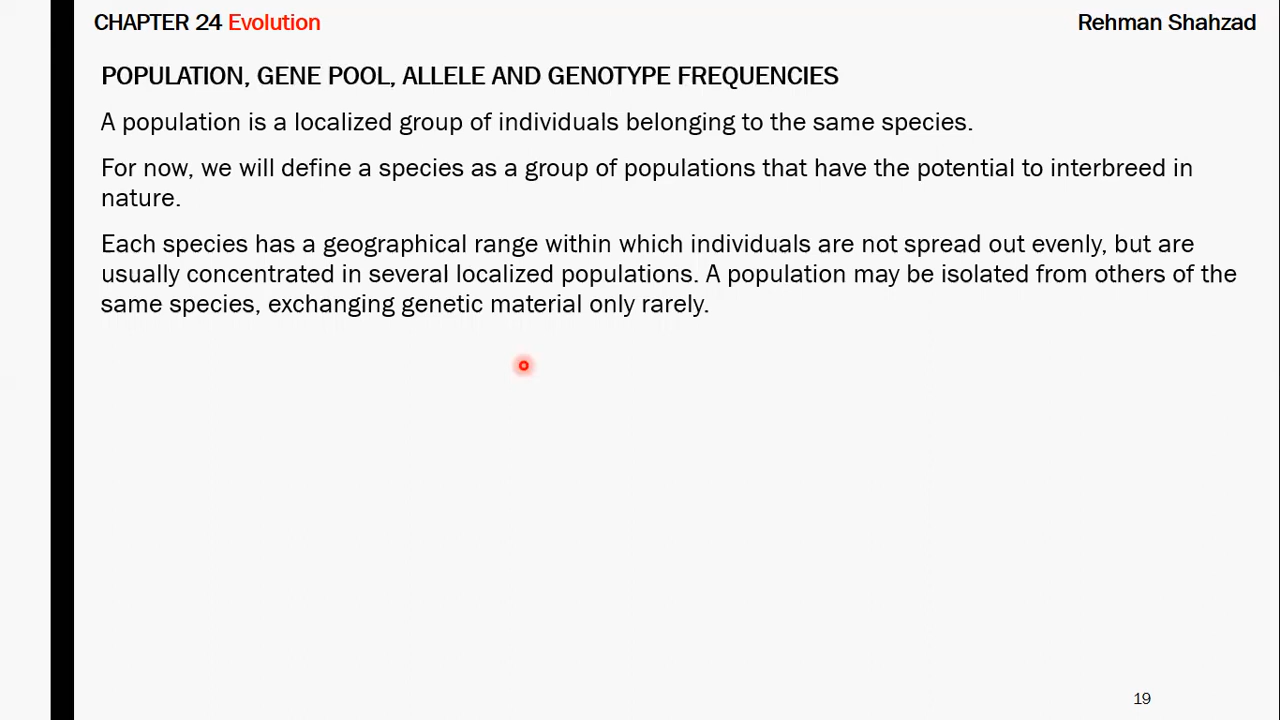 CHAPTER 24 Evolution
Rehman Shahzad
POPULATION, GENE POOL, ALLELE AND GENOTYPE FREQUENCIES
A population is a localized group of individuals belonging to the same species.
For now, we will define a species as a group of populations that have the potential to interbreed in
nature.
Each species has a geographical range within which individuals are not spread out evenly, but are
usually concentrated in several localized populations. A population may be isolated from others of the
same species, exchanging genetic material only rarely.
19